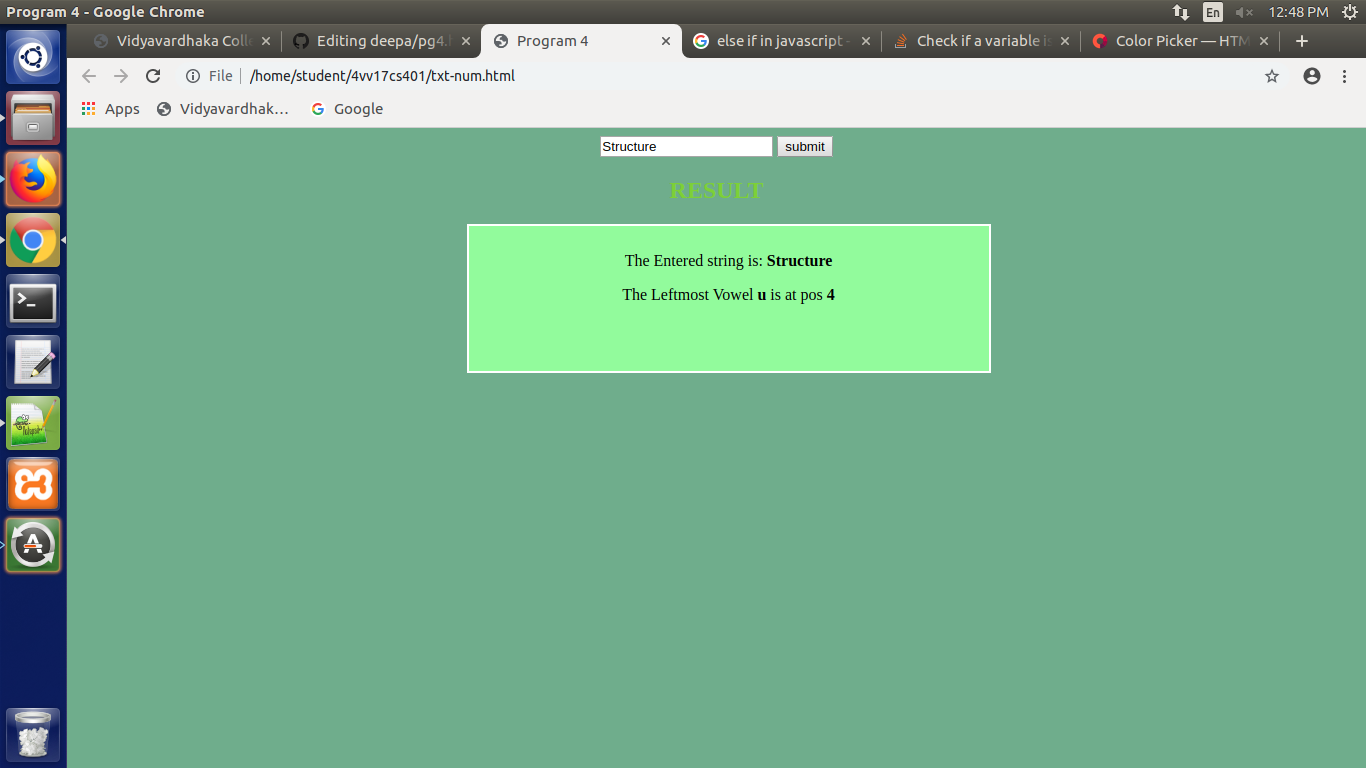 Program 4 - Google Chrome
En
12:48 PM
Vidyavardhaka Coll
Editing deepa/pg4.h
Program 4
else if in javascript -
Check if a variable is
Color Picker — HTM
File
/home/student/4vv17cs401/txt-num.html
Apps
Vidyavardhak…
Google
Structure
submit
RESULT
The Entered string is: Structure
The Leftmost Vowel u is at pos 4